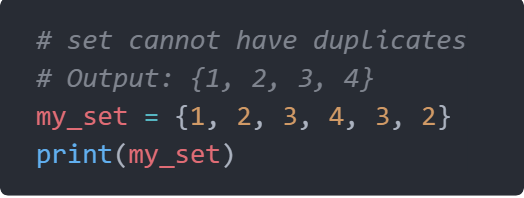 # set cannot have duplicates
# Output: {1, 2, 3, 4}
my_set = {1, 2, 3, 4, 3, 2}
print(my_set)